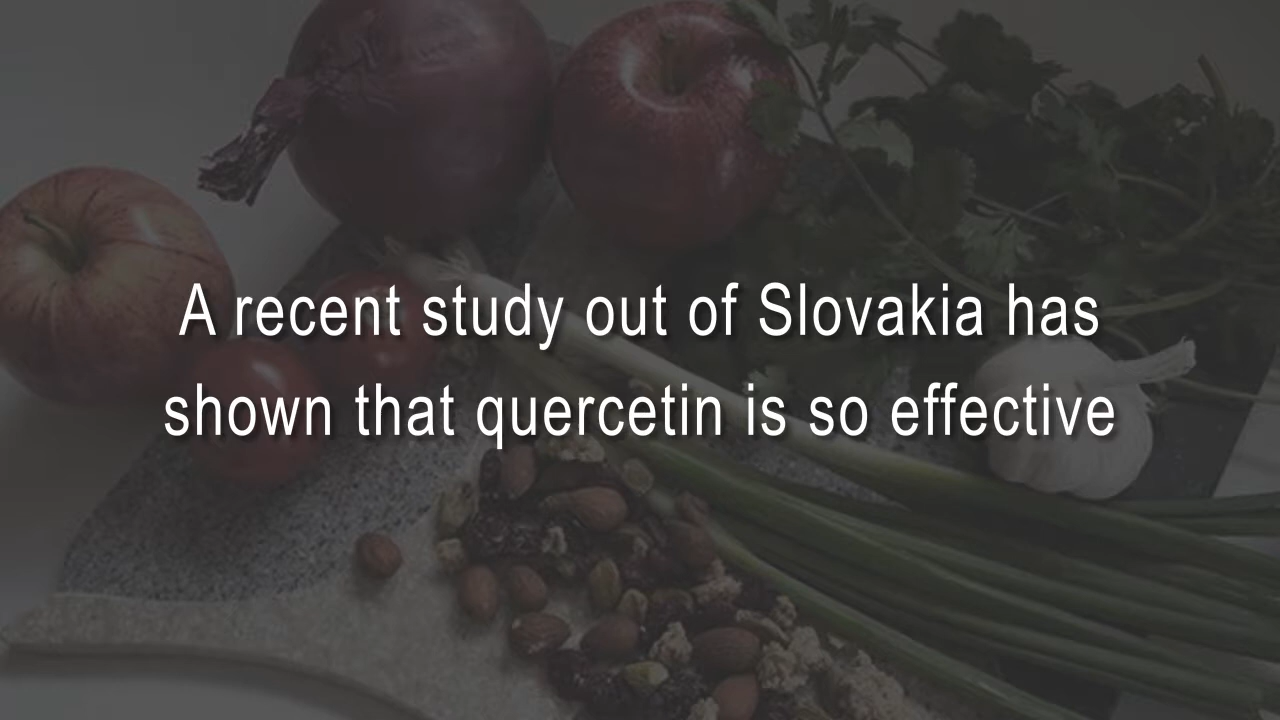 A recent study out of Slovakia has
shown that quercetin is so effective